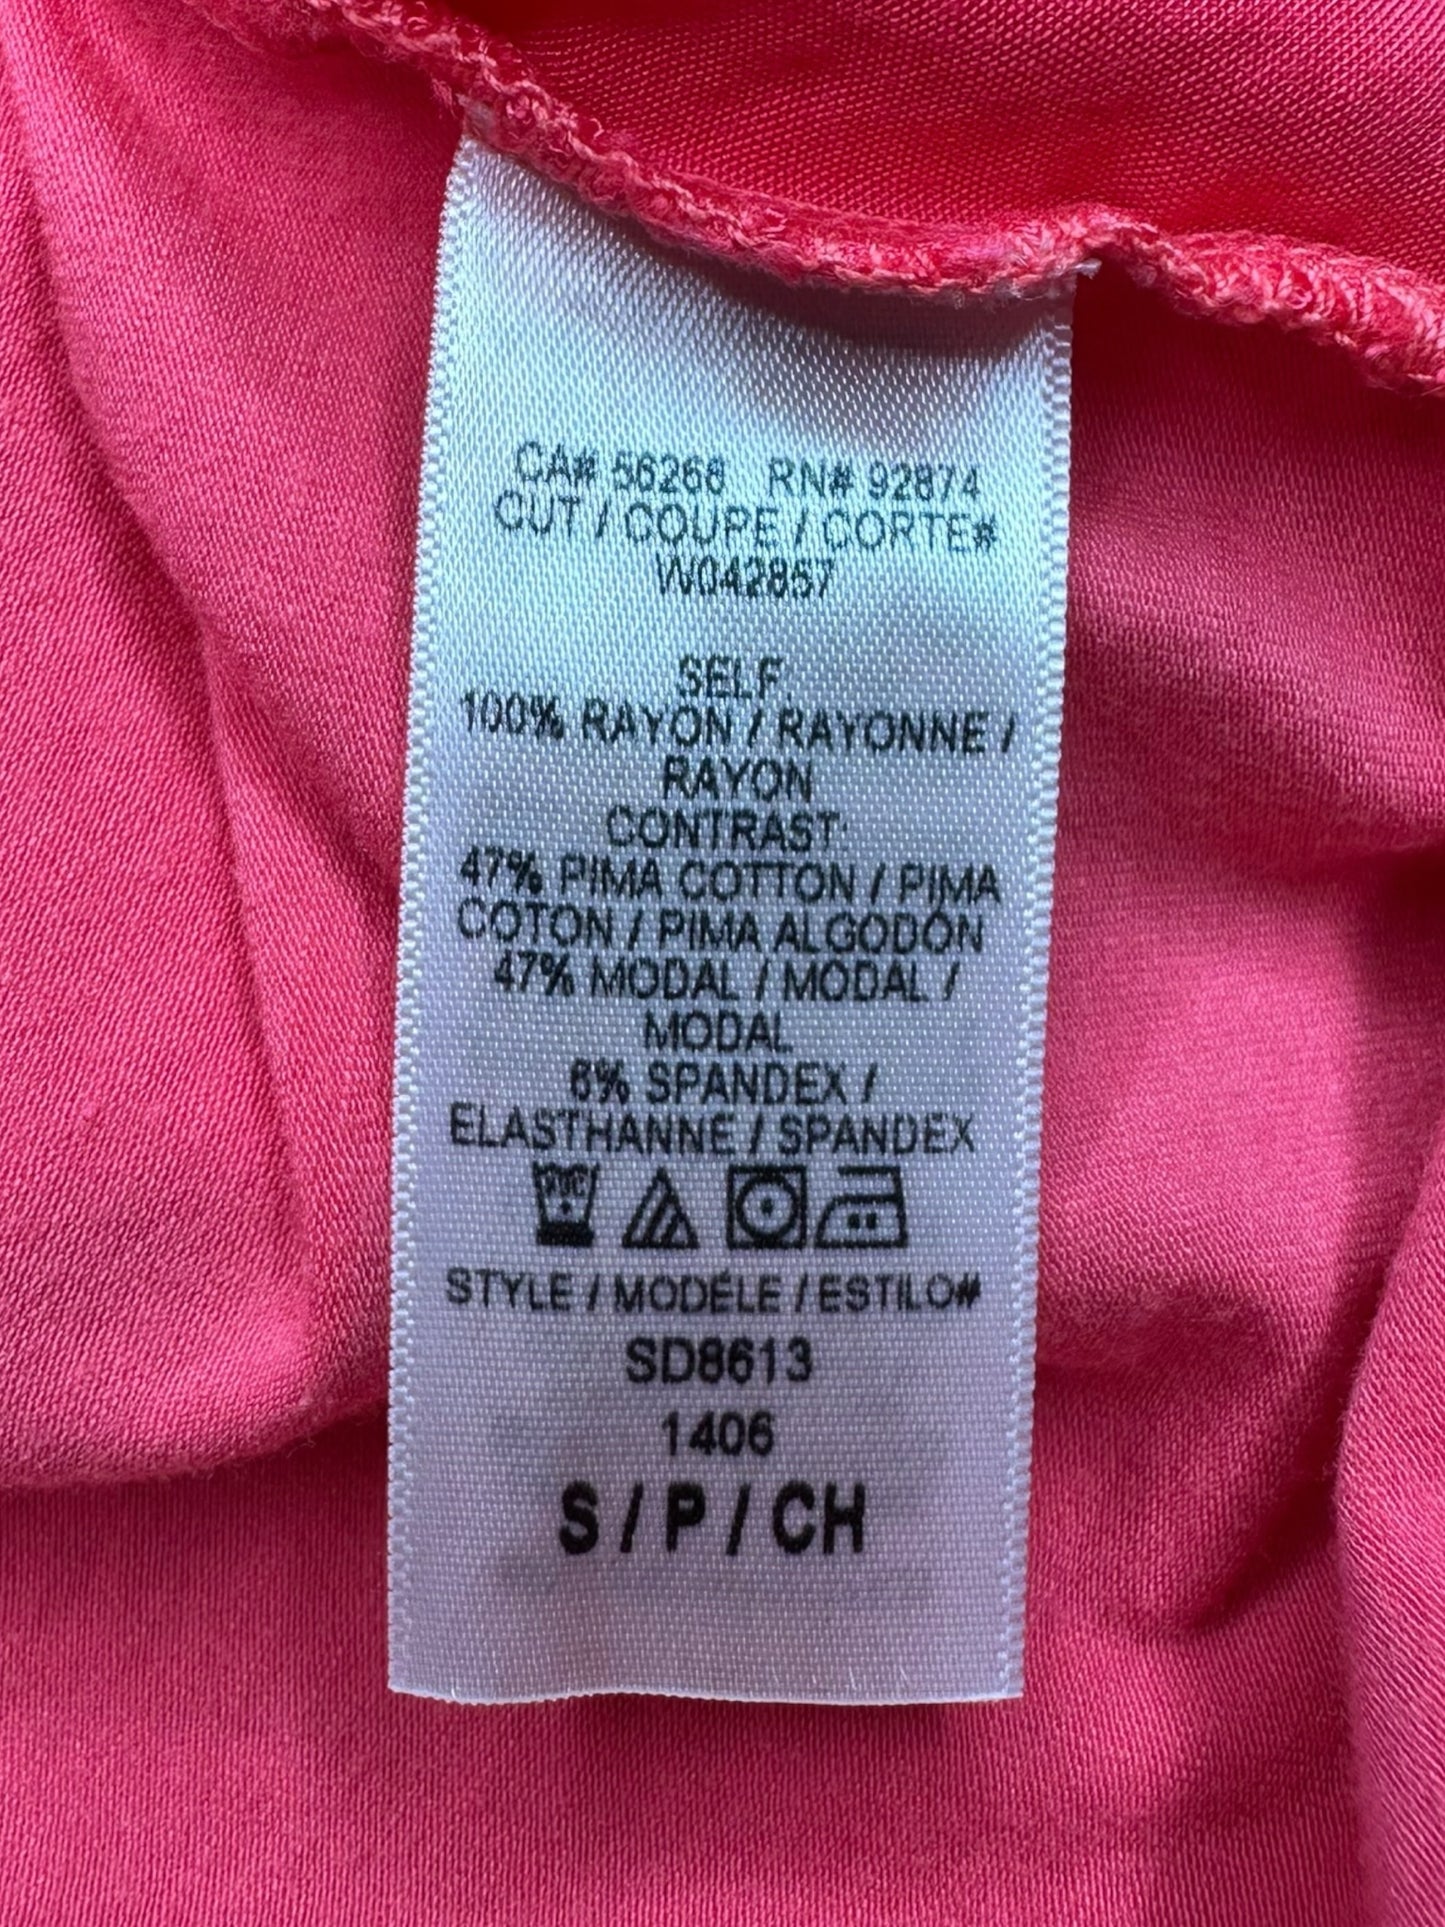 CA# 56266 RN# 92874
CUT / COUPE / CORTE#
W042857
SELF:
100% RAYON / RAYONNE /
RAYON
CONTRAST:
47% PIMA COTTON / PIMA
COTON / PIMA ALGODÓN
47% MODAL / MODAL /
MODAL
6% SPANDEX /
ELASTHANNE / SPANDEX
STYLE / MODÉLE / ESTILO#
SD8613
1406
S / P / CH